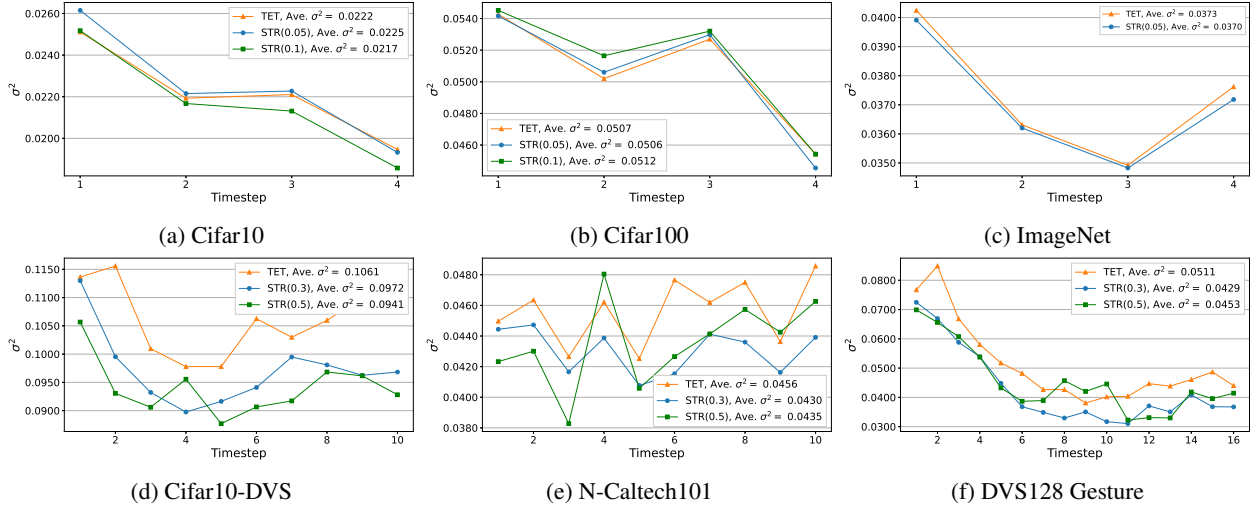 0.0260
0.0240
0.0220
0.0200
σ²
TET, Ave. σ² = 0.0222
STR(0.05), Ave. σ² = 0.0225
STR(0.1), Ave. σ² = 0.0217
1 2 3 4
Timestep
(a) Cifar10
0.0540
0.0520
0.0500
0.0480
0.0460
σ²
TET, Ave. σ² = 0.0507
STR(0.05), Ave. σ² = 0.0506
STR(0.1), Ave. σ² = 0.0512
1 2 3 4
Timestep
(b) Cifar100
0.0400
0.0390
0.0380
0.0370
0.0360
0.0350
σ²
TET, Ave. σ² = 0.0373
STR(0.05), Ave. σ² = 0.0370
1 2 3 4
Timestep
(c) ImageNet
0.1150
0.1100
0.1050
0.1000
0.0950
0.0900
σ²
TET, Ave. σ² = 0.1061
STR(0.3), Ave. σ² = 0.0972
STR(0.5), Ave. σ² = 0.0941
2 4 6 8 10
Timestep
(d) Cifar10-DVS
0.0480
0.0460
0.0440
0.0420
0.0400
0.0380
σ²
TET, Ave. σ² = 0.0456
STR(0.3), Ave. σ² = 0.0430
STR(0.5), Ave. σ² = 0.0435
2 4 6 8 10
Timestep
(e) N-Caltech101
0.0800
0.0700
0.0600
0.0500
0.0400
0.0300
σ²
TET, Ave. σ² = 0.0511
STR(0.3), Ave. σ² = 0.0429
STR(0.5), Ave. σ² = 0.0453
2 4 6 8 10 12 14 16
Timestep
(f) DVS128 Gesture